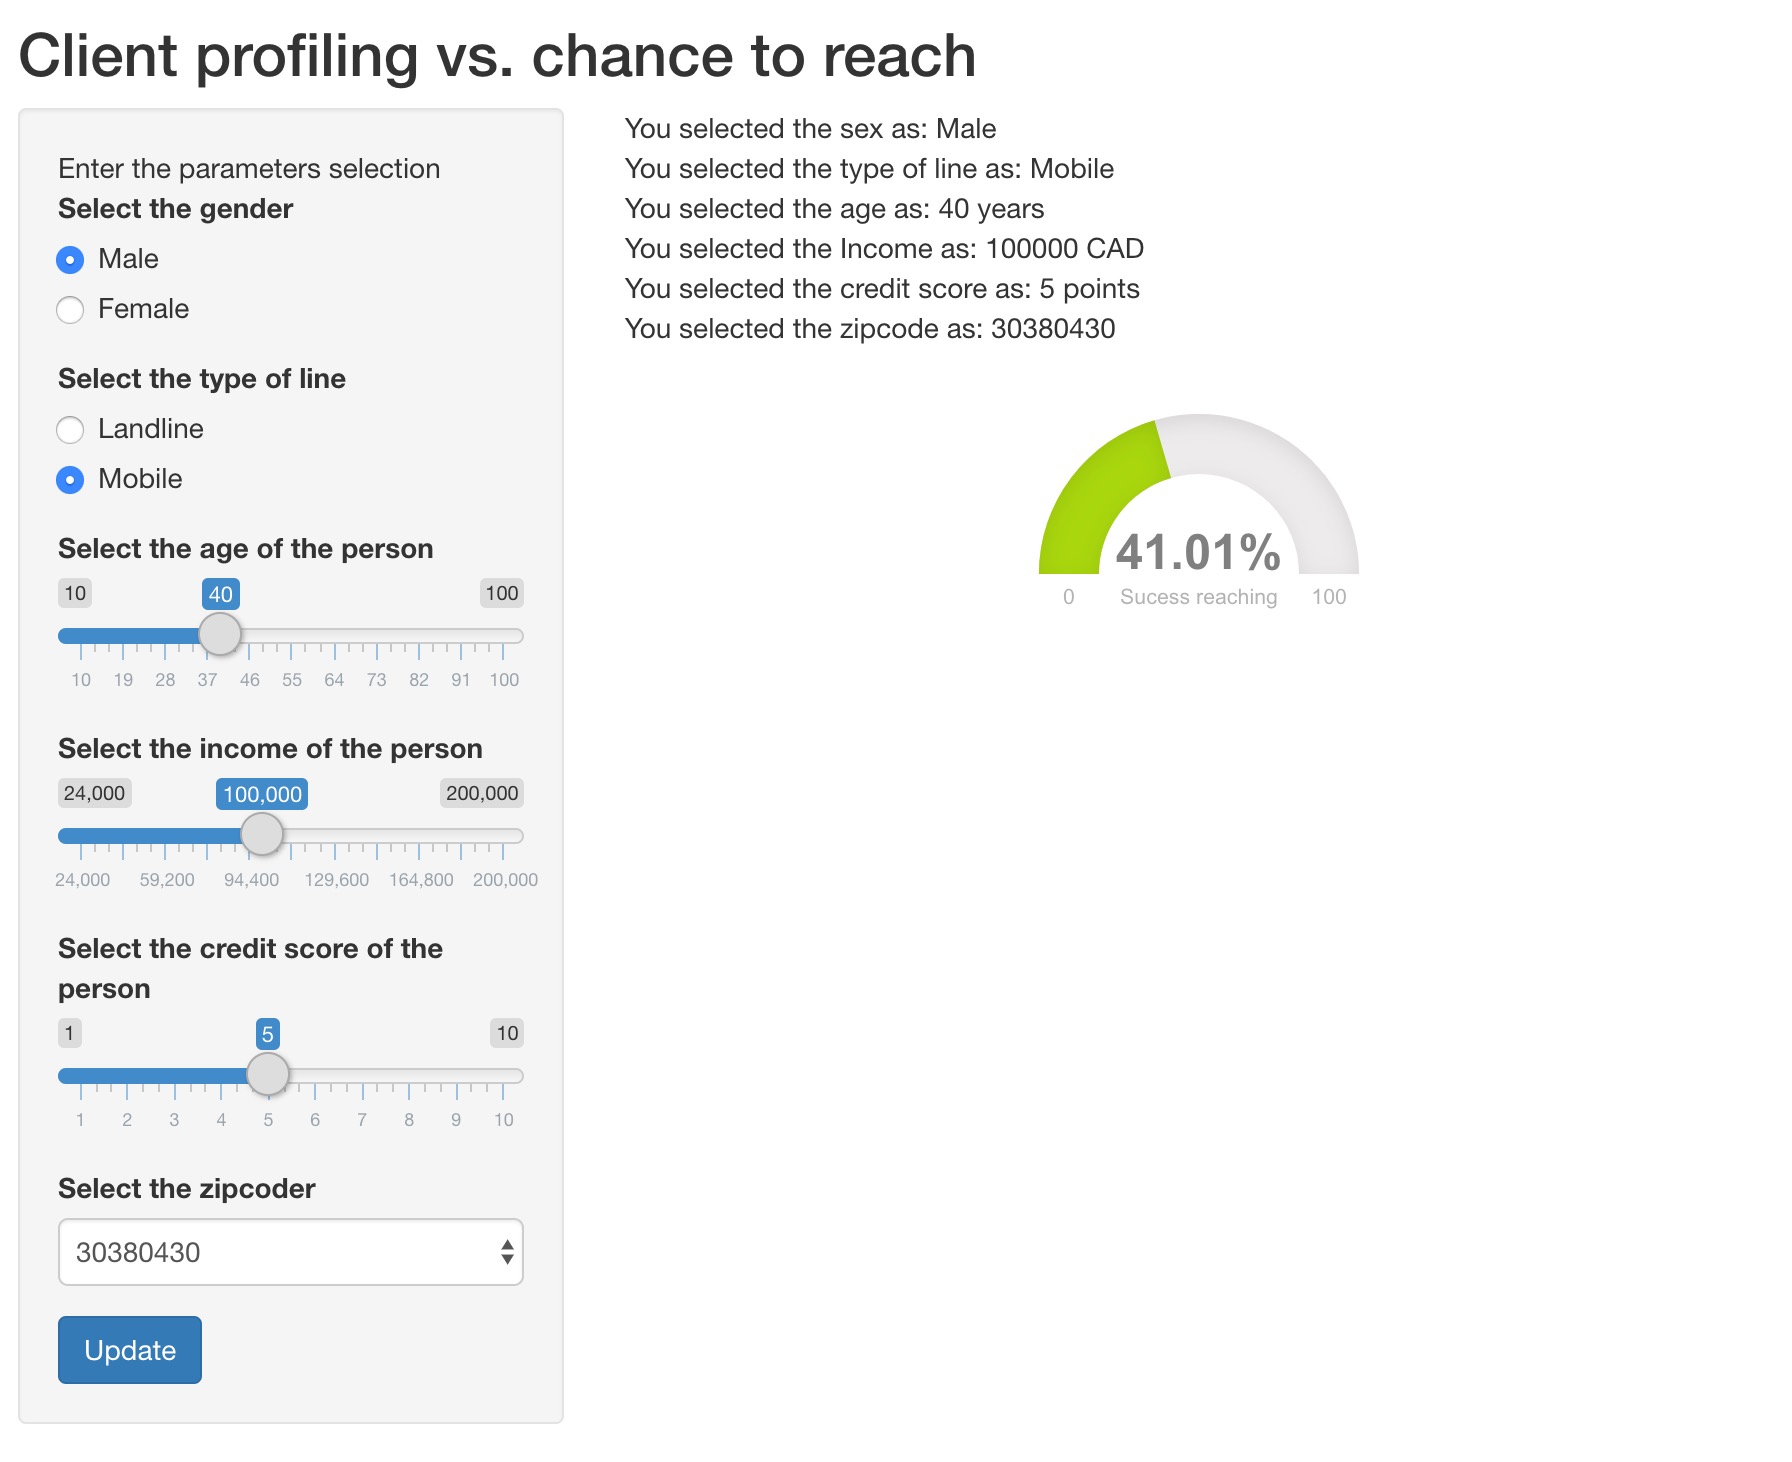 Client profiling vs. chance to reach
Enter the parameters selection
Select the gender
Male
Female
Select the type of line
Landline
Mobile
Select the age of the person
10 40 100
10 19 28 37 46 55 64 73 82 91 100
Select the income of the person
24,000 100,000 200,000
24,000 59,200 94,400 129,600 164,800 200,000
Select the credit score of the
person
1 5 10
1 2 3 4 5 6 7 8 9 10
Select the zipcoder
30380430
Update
You selected the sex as: Male
You selected the type of line as: Mobile
You selected the age as: 40 years
You selected the Income as: 100000 CAD
You selected the credit score as: 5 points
You selected the zipcode as: 30380430
41.01%
0 Sucess reaching 100